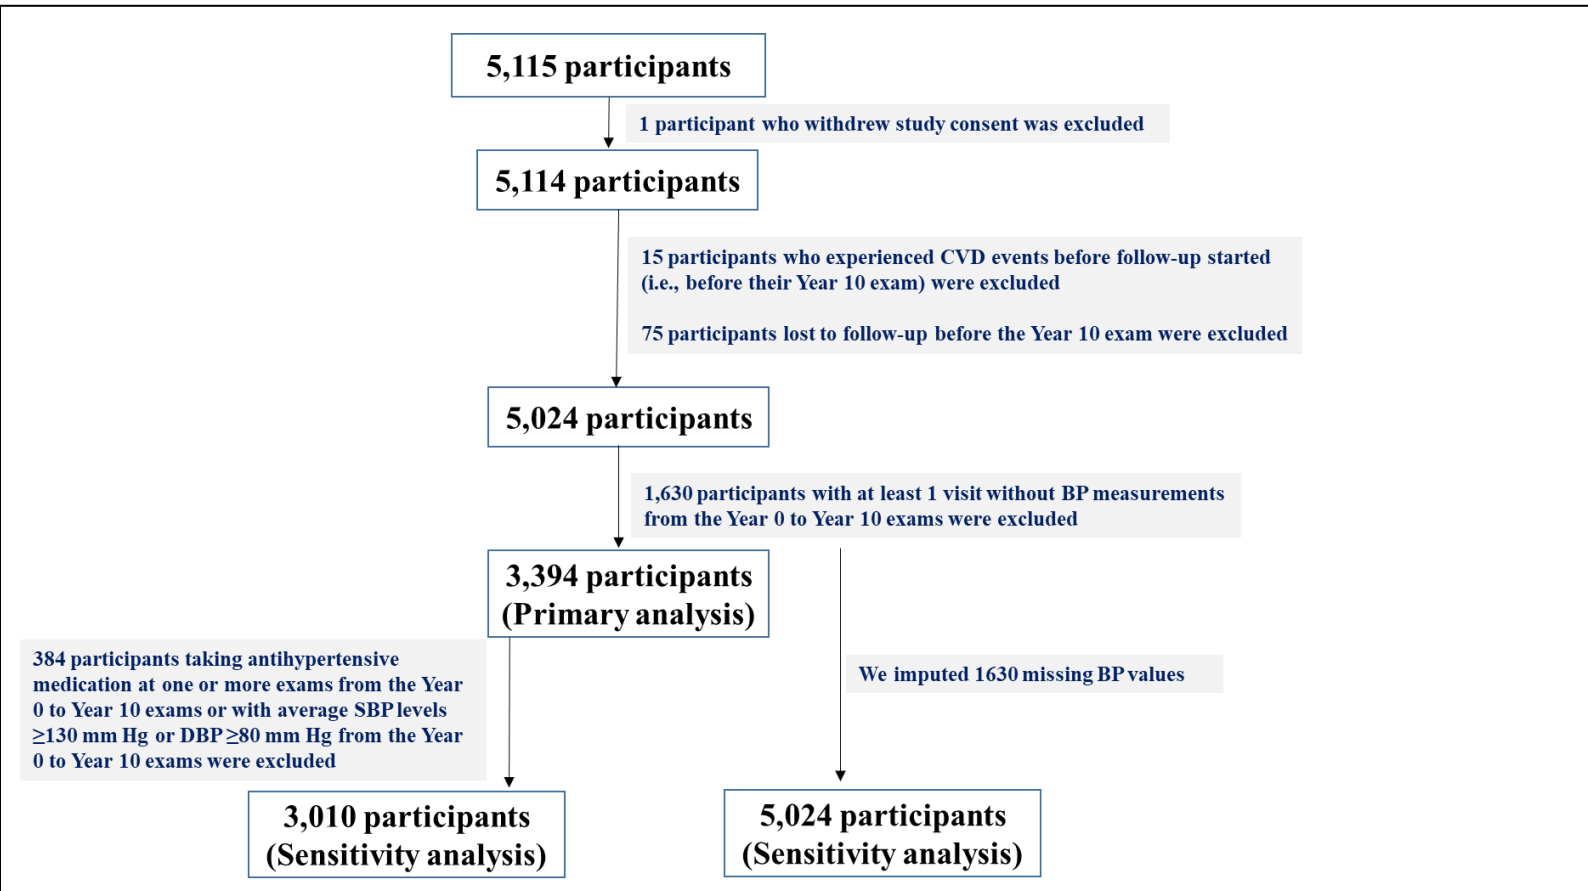 5,115 participants
1 participant who withdrew study consent was excluded
5,114 participants
15 participants who experienced CVD events before follow-up started
(i.e., before their Year 10 exam) were excluded
75 participants lost to follow-up before the Year 10 exam were excluded
5,024 participants
1,630 participants with at least 1 visit without BP measurements
from the Year 0 to Year 10 exams were excluded
3,394 participants
(Primary analysis)
384 participants taking antihypertensive
medication at one or more exams from the Year
0 to Year 10 exams or with average SBP levels
≥130 mm Hg or DBP ≥80 mm Hg from the Year
0 to Year 10 exams were excluded
We imputed 1630 missing BP values
3,010 participants
(Sensitivity analysis)
5,024 participants
(Sensitivity analysis)